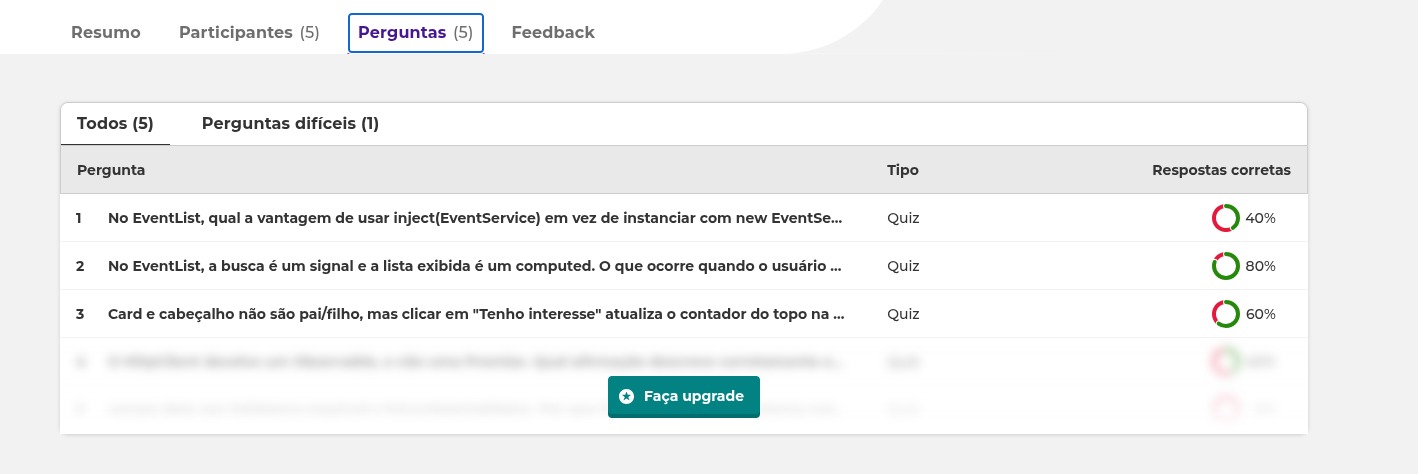 Resumo Participantes (5) Perguntas (5) Feedback
Todos (5) Perguntas difíceis (1)
Pergunta Tipo Respostas corretas
1 No EventList, qual a vantagem de usar inject(EventService) em vez de instanciar com new EventSe... Quiz 40%
2 No EventList, a busca é um signal e a lista exibida é um computed. O que ocorre quando o usuário ... Quiz 80%
3 Card e cabeçalho não são pai/filho, mas clicar em "Tenho interesse" atualiza o contador do topo na ... Quiz 60%
Faça upgrade